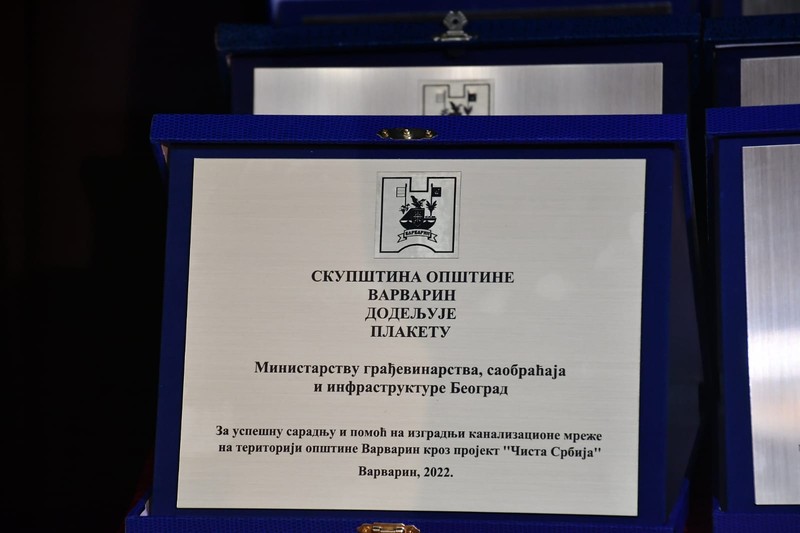 ВАРВАРИН
СКУПШТИНА ОПШТИНЕ
ВАРВАРИН
ДОДЕЉУЈЕ
ПЛАКЕТУ
Министарству грађевинарства, саобраћаја
и инфраструктуре Београд
За успешну сарадњу и помоћ на изградњи канализационе мреже
на територији општине Варварин кроз пројект "Чиста Србија"
Варварин, 2022.